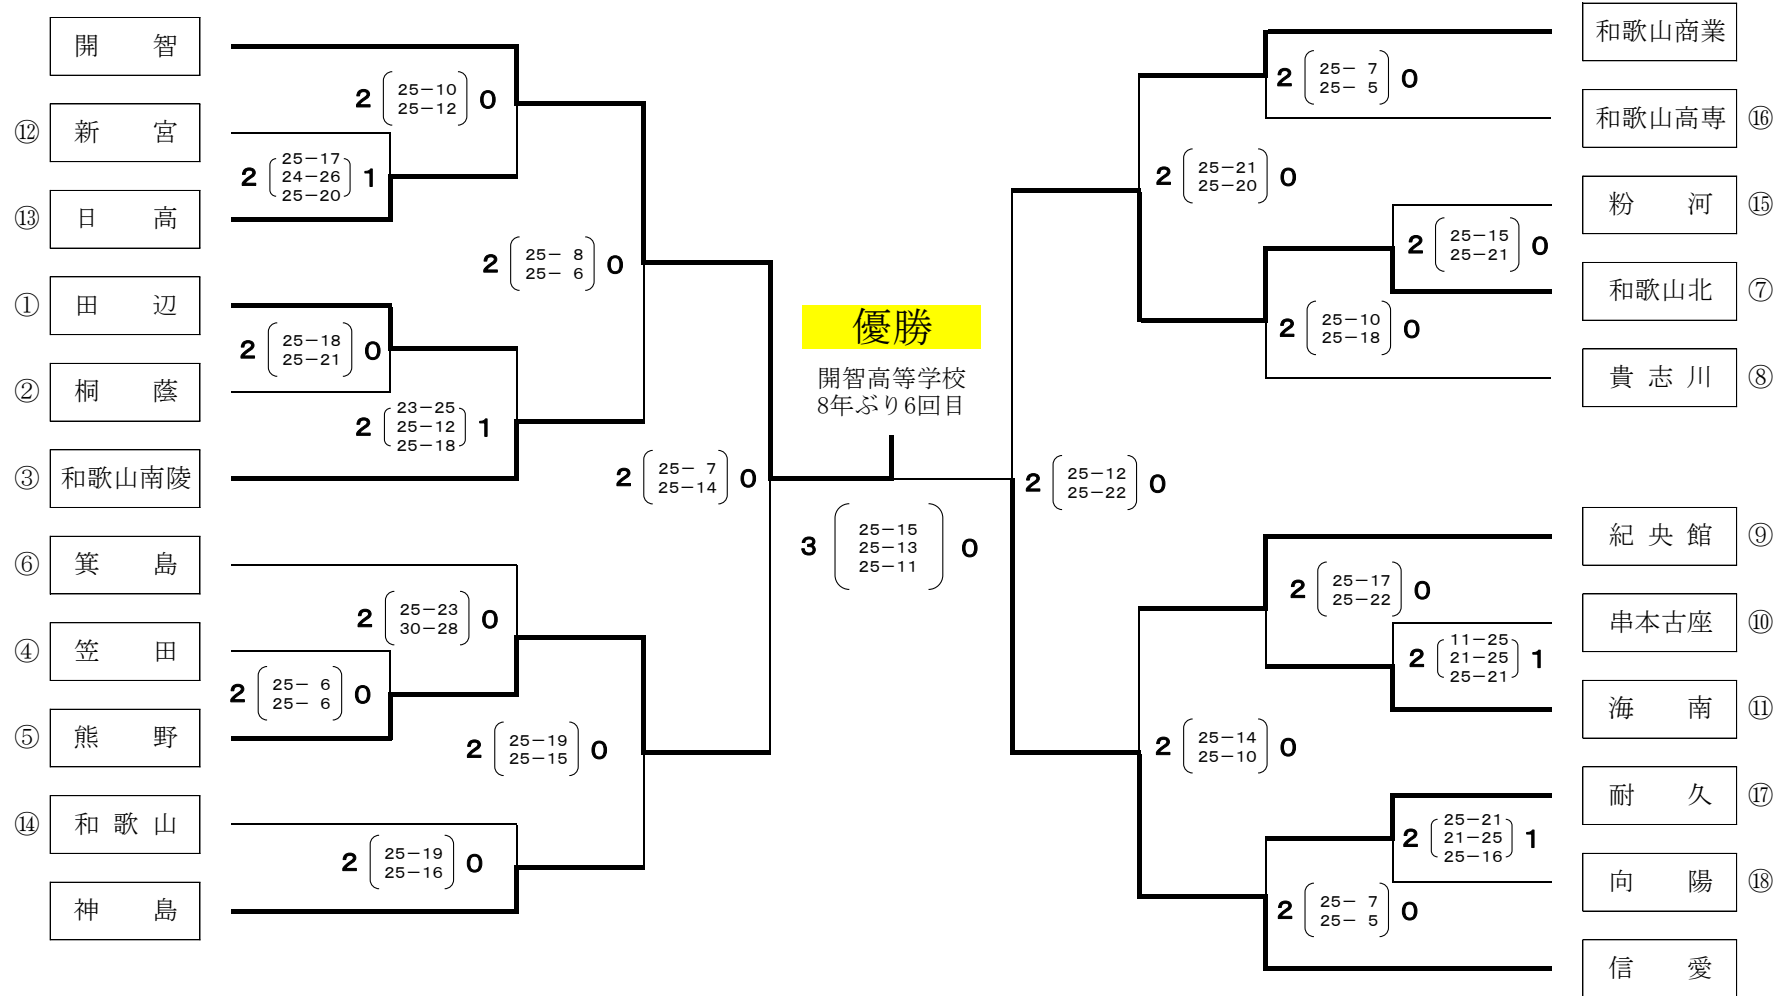 開 智
2 25−10 0
25−12
⑫ 新 宮
2 25−17 1
24−26
25−20
⑬ 日 高
2 25− 8 0
25− 6
① 田 辺
2 25−18 0
25−21
② 桐 蔭
2 23−25 1
25−12
25−18
③ 和歌山南陵
2 25− 7 0
25−14
⑥ 箕 島
2 25−23 0
30−28
④ 笠 田
2 25− 6 0
25− 6
⑤ 熊 野
2 25−19 0
25−15
⑭ 和 歌 山
2 25−19 0
25−16
神 島
優勝
開智高等学校
8年ぶり6回目
3 25−15 0
25−13
25−11
和歌山商業
2 25− 7 0
25− 5
和歌山高専 ⑯
2 25−21 0
25−20
粉 河 ⑮
2 25−15 0
25−21
和歌山北 ⑦
2 25−10 0
25−18
貴 志 川 ⑧
2 25−12 0
25−22
紀 央 館 ⑨
2 25−17 0
25−22
串本古座 ⑩
2 11−25 1
21−25
25−21
海 南 ⑪
2 25−14 0
25−10
耐 久 ⑰
2 25−21 1
21−25
25−16
向 陽 ⑱
2 25− 7 0
25− 5
信 愛